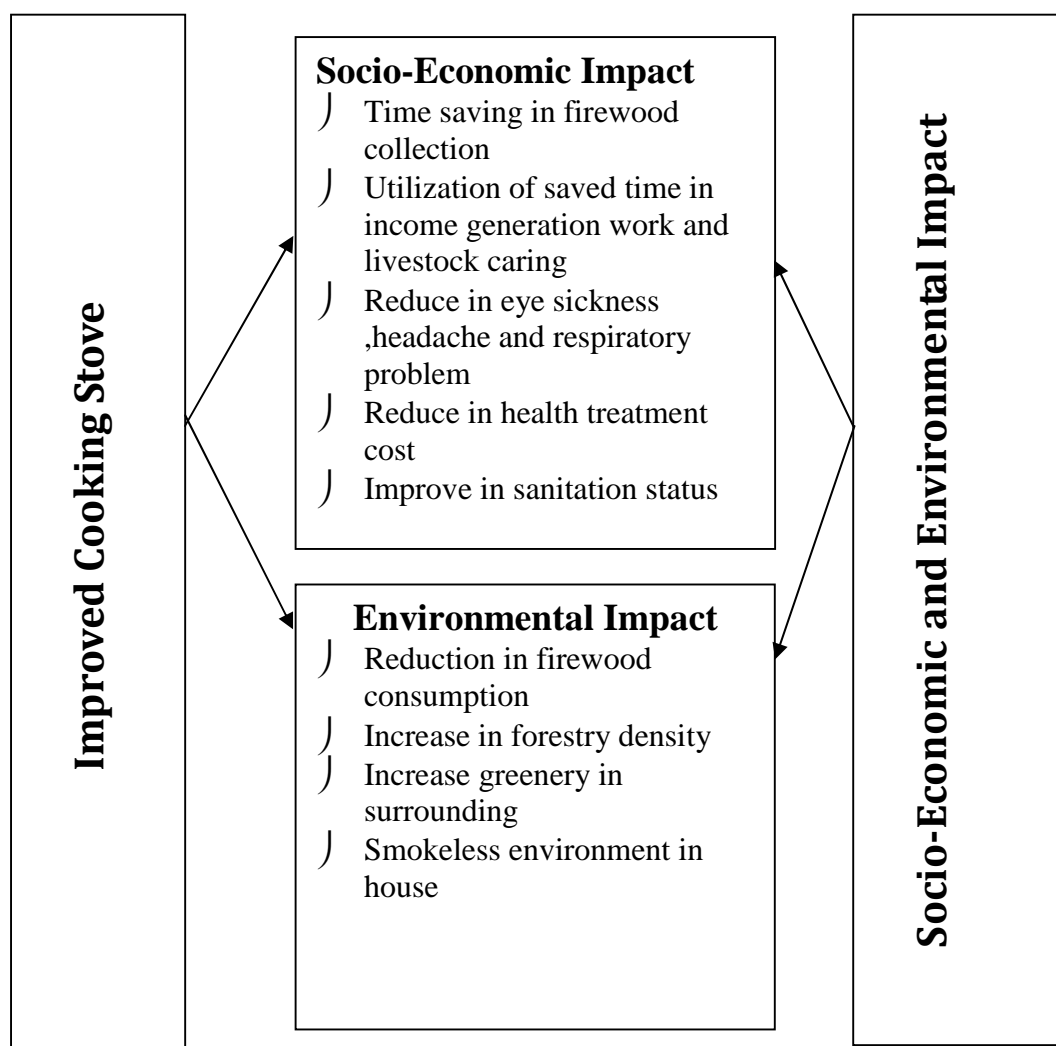 Improved Cooking Stove
Socio-Economic Impact
⌡ Time saving in firewood
collection
⌡ Utilization of saved time in
income generation work and
livestock caring
⌡ Reduce in eye sickness
,headache and respiratory
problem
⌡ Reduce in health treatment
cost
⌡ Improve in sanitation status
Environmental Impact
⌡ Reduction in firewood
consumption
⌡ Increase in forestry density
⌡ Increase greenery in
surrounding
⌡ Smokeless environment in
house
Socio-Economic and Environmental Impact